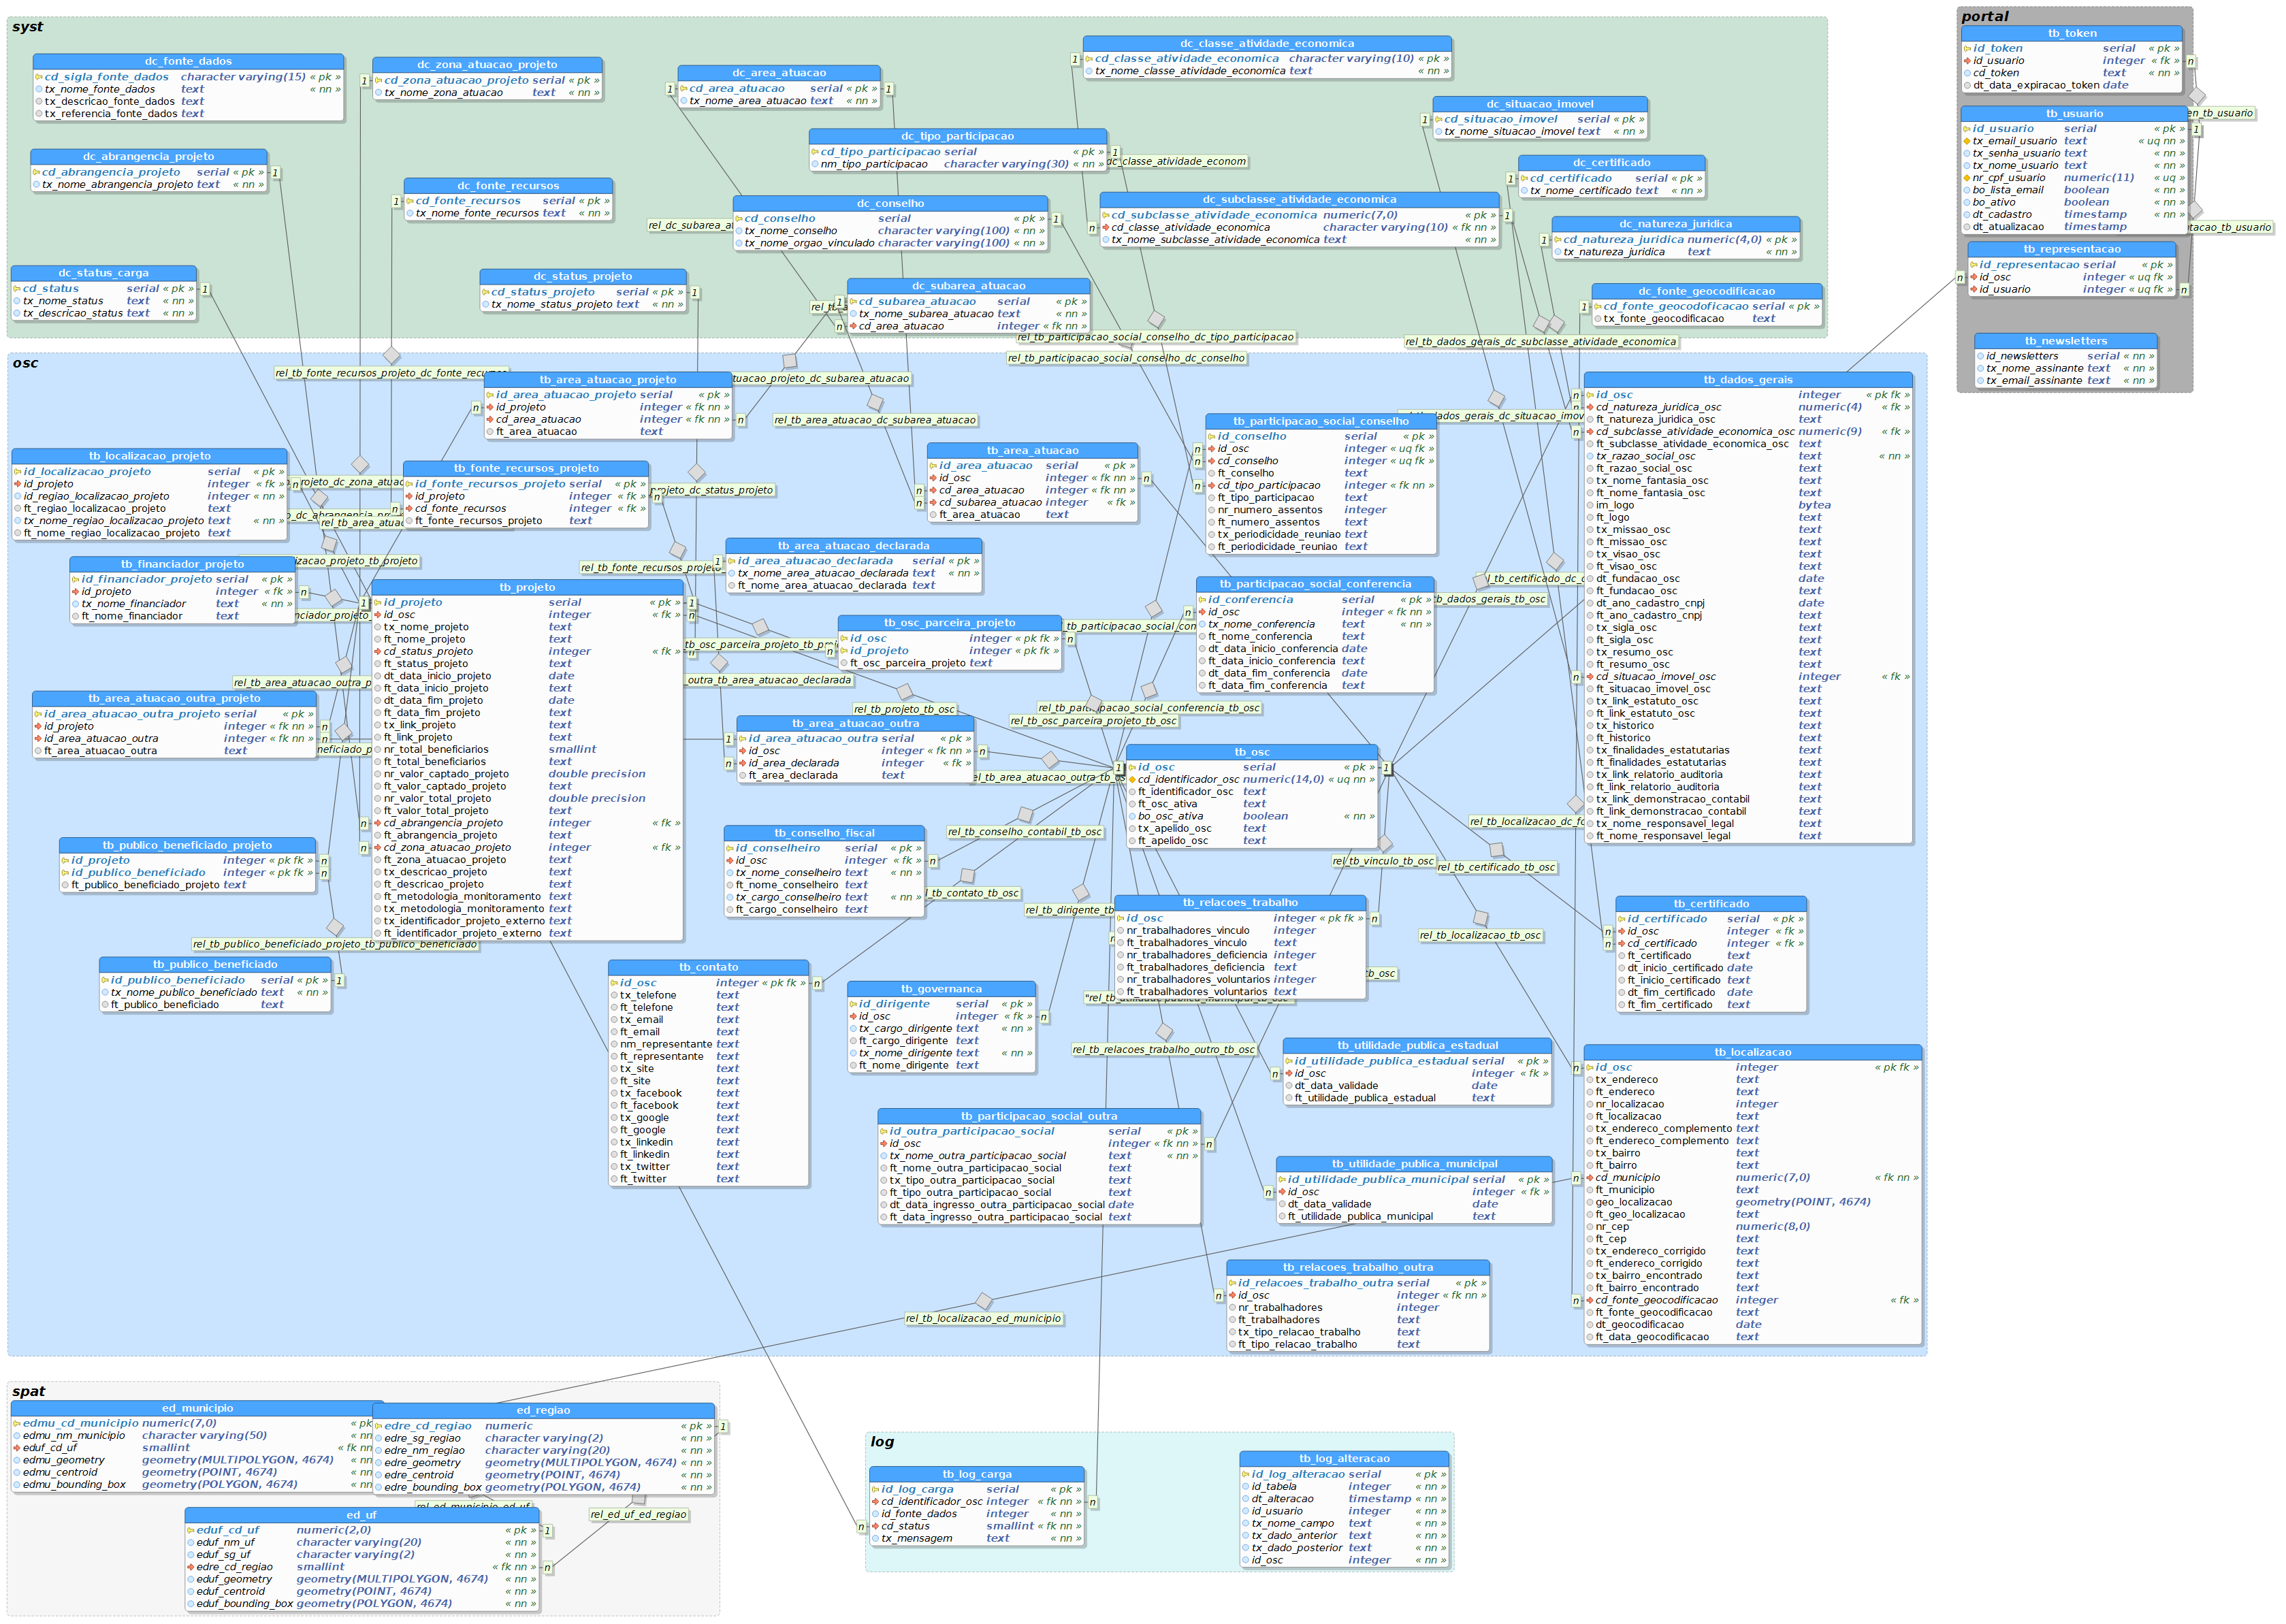 syst
dc_fonte_dados
cd_sigla_fonte_dados character varying(15) « pk »
tx_nome_fonte_dados text « nn »
tx_descricao_fonte_dados text
tx_referencia_fonte_dados text
dc_zona_atuacao_projeto
cd_zona_atuacao_projeto serial « pk »
tx_nome_zona_atuacao text « nn »
dc_area_atuacao
cd_area_atuacao serial « pk »
tx_nome_area_atuacao text « nn »
dc_classe_atividade_economica
cd_classe_atividade_economica character varying(10) « pk »
tx_nome_classe_atividade_economica text « nn »
dc_situacao_imovel
cd_situacao_imovel serial « pk »
tx_nome_situacao_imovel text « nn »
dc_tipo_participacao
cd_tipo_participacao serial « pk »
nm_tipo_participacao character varying(30) « nn »
dc_abrangencia_projeto
cd_abrangencia_projeto serial « pk »
tx_nome_abrangencia_projeto text « nn »
dc_fonte_recursos
cd_fonte_recursos serial « pk »
tx_nome_fonte_recursos text « nn »
dc_conselho
cd_conselho serial « pk »
tx_nome_conselho character varying(100) « nn »
tx_nome_orgao_vinculado character varying(100) « nn »
dc_subclasse_atividade_economica
cd_subclasse_atividade_economica numeric(7,0) « pk »
cd_classe_atividade_economica character varying(10) « fk nn »
tx_nome_subclasse_atividade_economica text « nn »
dc_certificado
cd_certificado serial « pk »
tx_nome_certificado text « nn »
dc_natureza_juridica
cd_natureza_juridica numeric(4,0) « pk »
tx_natureza_juridica text « nn »
dc_status_carga
cd_status serial « pk »
tx_nome_status text « nn »
tx_descricao_status text « nn »
dc_status_projeto
cd_status_projeto serial « pk »
tx_nome_status_projeto text « nn »
dc_subarea_atuacao
cd_subarea_atuacao serial « pk »
tx_nome_subarea_atuacao text « nn »
cd_area_atuacao integer « fk nn »
dc_fonte_geocodificacao
cd_fonte_geocodoficacao serial « pk »
tx_fonte_geocodificacao text
portal
tb_token
id_token serial « pk »
id_usuario integer « fk »
cd_token text « nn »
dt_data_expiracao_token date
tb_usuario
id_usuario serial « pk »
tx_email_usuario text « uq nn »
tx_senha_usuario text « nn »
tx_nome_usuario text « nn »
nr_cpf_usuario numeric(11) « uq »
bo_lista_email boolean « nn »
bo_ativo boolean « nn »
dt_cadastro timestamp « nn »
dt_atualizacao timestamp
tb_representacao
id_representacao serial « pk »
id_osc integer « uq fk »
id_usuario integer « uq fk »
tb_newsletters
id_newsletters serial « nn »
tx_nome_assinante text « nn »
tx_email_assinante text « nn »
rel_tb_participacao_social_conselho_dc_tipo_participacao
rel_tb_dados_gerais_dc_subclasse_atividade_economica
osc
rel_tb_participacao_social_conselho_dc_conselho
tb_area_atuacao_projeto
id_area_atuacao_projeto serial « pk »
id_projeto integer « fk nn »
cd_area_atuacao integer « fk nn »
ft_area_atuacao text
rel_tb_area_atuacao_dc_subarea_atuacao
tb_localizacao_projeto
id_localizacao_projeto serial « pk »
id_projeto integer « fk »
id_regiao_localizacao_projeto integer « nn »
ft_regiao_localizacao_projeto text
tx_nome_regiao_localizacao_projeto text « nn »
ft_nome_regiao_localizacao_projeto text
tb_fonte_recursos_projeto
id_fonte_recursos_projeto serial « pk »
id_projeto integer « fk »
cd_fonte_recursos integer « fk »
ft_fonte_recursos_projeto text
tb_area_atuacao
id_area_atuacao serial « pk »
id_osc integer « fk nn »
cd_area_atuacao integer « fk nn »
cd_subarea_atuacao integer « fk »
ft_area_atuacao text
tb_participacao_social_conselho
id_conselho serial « pk »
id_osc integer « uq fk »
cd_conselho integer « uq fk »
ft_conselho text
cd_tipo_participacao integer « fk nn »
ft_tipo_participacao text
nr_numero_assentos integer
ft_numero_assentos text
tx_periodicidade_reuniao text
ft_periodicidade_reuniao text
tb_dados_gerais
id_osc integer « pk fk »
cd_natureza_juridica_osc numeric(4) « fk »
ft_natureza_juridica_osc text
cd_subclasse_atividade_economica_osc numeric(9) « fk »
ft_subclasse_atividade_economica_osc text
tx_razao_social_osc text « nn »
ft_razao_social_osc text
tx_nome_fantasia_osc text
ft_nome_fantasia_osc text
im_logo bytea
ft_logo text
tx_missao_osc text
ft_missao_osc text
tx_visao_osc text
ft_visao_osc text
dt_fundacao_osc date
ft_fundacao_osc text
dt_ano_cadastro_cnpj date
ft_ano_cadastro_cnpj text
tx_sigla_osc text
ft_sigla_osc text
tx_resumo_osc text
ft_resumo_osc text
cd_situacao_imovel_osc integer « fk »
ft_situacao_imovel_osc text
tx_link_estatuto_osc text
ft_link_estatuto_osc text
tx_historico text
ft_historico text
tx_finalidades_estatutarias text
ft_finalidades_estatutarias text
tx_link_relatorio_auditoria text
ft_link_relatorio_auditoria text
tx_link_demonstracao_contabil text
ft_link_demonstracao_contabil text
tx_nome_responsavel_legal text
ft_nome_responsavel_legal text
tb_financiador_projeto
id_financiador_projeto serial « pk »
id_projeto integer « fk »
tx_nome_financiador text « nn »
ft_nome_financiador text
tb_area_atuacao_declarada
id_area_atuacao_declarada serial « pk »
tx_nome_area_atuacao_declarada text « nn »
ft_nome_area_atuacao_declarada text
tb_projeto
id_projeto serial « pk »
id_osc integer « fk »
tx_nome_projeto text
ft_nome_projeto text
cd_status_projeto integer « fk »
ft_status_projeto text
dt_data_inicio_projeto date
ft_data_inicio_projeto text
dt_data_fim_projeto date
ft_data_fim_projeto text
tx_link_projeto text
ft_link_projeto text
nr_total_beneficiarios smallint
ft_total_beneficiarios text
nr_valor_captado_projeto double precision
ft_valor_captado_projeto text
nr_valor_total_projeto double precision
ft_valor_total_projeto text
cd_abrangencia_projeto integer « fk »
ft_abrangencia_projeto text
cd_zona_atuacao_projeto integer « fk »
ft_zona_atuacao_projeto text
tx_descricao_projeto text
ft_descricao_projeto text
ft_metodologia_monitoramento text
tx_metodologia_monitoramento text
tx_identificador_projeto_externo text
ft_identificador_projeto_externo text
tb_osc_parceira_projeto
id_osc integer « pk fk »
id_projeto integer « pk fk »
ft_osc_parceira_projeto text
tb_participacao_social_conferencia
id_conferencia serial « pk »
id_osc integer « fk nn »
tx_nome_conferencia text « nn »
ft_nome_conferencia text
dt_data_inicio_conferencia date
ft_data_inicio_conferencia text
dt_data_fim_conferencia date
ft_data_fim_conferencia text
rel_tb_projeto_tb_osc
rel_tb_participacao_social_conferencia_tb_osc
rel_tb_osc_parceira_projeto_tb_osc
tb_area_atuacao_outra_projeto
id_area_atuacao_outra_projeto serial « pk »
id_projeto integer « fk nn »
id_area_atuacao_outra integer « fk nn »
ft_area_atuacao_outra text
tb_area_atuacao_outra
id_area_atuacao_outra serial « pk »
id_osc integer « fk nn »
id_area_declarada integer « fk »
ft_area_declarada text
tb_osc
id_osc serial « pk »
cd_identificador_osc numeric(14,0) « uq nn »
ft_identificador_osc text
ft_osc_ativa text
bo_osc_ativa boolean « nn »
tx_apelido_osc text
ft_apelido_osc text
tb_publico_beneficiado_projeto
id_projeto integer « pk fk »
id_publico_beneficiado integer « pk fk »
ft_publico_beneficiado_projeto text
tb_conselho_fiscal
id_conselheiro serial « pk »
id_osc integer « fk »
tx_nome_conselheiro text « nn »
ft_nome_conselheiro text
tx_cargo_conselheiro text « nn »
ft_cargo_conselheiro text
rel_tb_conselho_contabil_tb_osc
rel_tb_vinculo_tb_osc
rel_tb_certificado_tb_osc
rel_tb_localizacao_tb_osc
rel_tb_publico_beneficiado_projeto_tb_publico_beneficiado
tb_relacoes_trabalho
id_osc integer « pk fk »
nr_trabalhadores_vinculo integer
ft_trabalhadores_vinculo text
nr_trabalhadores_deficiencia integer
ft_trabalhadores_deficiencia text
nr_trabalhadores_voluntarios integer
ft_trabalhadores_voluntarios text
tb_certificado
id_certificado serial « pk »
id_osc integer « fk »
cd_certificado integer « fk »
ft_certificado text
dt_inicio_certificado date
ft_inicio_certificado text
dt_fim_certificado date
ft_fim_certificado text
tb_publico_beneficiado
id_publico_beneficiado serial « pk »
tx_nome_publico_beneficiado text « nn »
ft_publico_beneficiado text
tb_contato
id_osc integer « pk fk »
tx_telefone text
ft_telefone text
tx_email text
ft_email text
nm_representante text
ft_representante text
tx_site text
ft_site text
tx_facebook text
ft_facebook text
tx_google text
ft_google text
tx_linkedin text
ft_linkedin text
tx_twitter text
ft_twitter text
tb_governanca
id_dirigente serial « pk »
id_osc integer « fk »
tx_cargo_dirigente text « nn »
ft_cargo_dirigente text
tx_nome_dirigente text « nn »
ft_nome_dirigente text
rel_tb_relacoes_trabalho_outro_tb_osc
tb_utilidade_publica_estadual
id_utilidade_publica_estadual serial « pk »
id_osc integer « fk »
dt_data_validade date
ft_utilidade_publica_estadual text
tb_localizacao
id_osc integer « pk fk »
tx_endereco text
ft_endereco text
nr_localizacao integer
ft_localizacao text
tx_endereco_complemento text
ft_endereco_complemento text
tx_bairro text
ft_bairro text
cd_municipio numeric(7,0) « fk nn »
ft_municipio text
geo_localizacao geometry(POINT, 4674)
ft_geo_localizacao text
nr_cep numeric(8,0)
ft_cep text
tx_endereco_corrigido text
ft_endereco_corrigido text
tx_bairro_encontrado text
ft_bairro_encontrado text
cd_fonte_geocodificacao integer « fk »
ft_fonte_geocodificacao text
dt_geocodificacao date
ft_data_geocodificacao text
tb_participacao_social_outra
id_outra_participacao_social serial « pk »
id_osc integer « fk nn »
tx_nome_outra_participacao_social text « nn »
ft_nome_outra_participacao_social text
tx_tipo_outra_participacao_social text
ft_tipo_outra_participacao_social text
dt_data_ingresso_outra_participacao_social date
ft_data_ingresso_outra_participacao_social text
tb_utilidade_publica_municipal
id_utilidade_publica_municipal serial « pk »
id_osc integer « fk »
dt_data_validade date
ft_utilidade_publica_municipal text
tb_relacoes_trabalho_outra
id_relacoes_trabalho_outra serial « pk »
id_osc integer « fk nn »
nr_trabalhadores integer
ft_trabalhadores text
tx_tipo_relacao_trabalho text
ft_tipo_relacao_trabalho text
rel_tb_localizacao_ed_municipio
spat
ed_municipio
edmu_cd_municipio numeric(7,0) « pk
edmu_nm_municipio character varying(50) « nn
eduf_cd_uf smallint « fk nn
edmu_geometry geometry(MULTIPOLYGON, 4674) « nn
edmu_centroid geometry(POINT, 4674) « nn
edmu_bounding_box geometry(POLYGON, 4674) « nn
ed_regiao
edre_cd_regiao numeric « pk »
edre_sg_regiao character varying(2) « nn »
edre_nm_regiao character varying(20) « nn »
edre_geometry geometry(MULTIPOLYGON, 4674) « nn »
edre_centroid geometry(POINT, 4674) « nn »
edre_bounding_box geometry(POLYGON, 4674) « nn »
rel_ed_uf_ed_regiao
ed_uf
eduf_cd_uf numeric(2,0) « pk »
eduf_nm_uf character varying(20) « nn »
eduf_sg_uf character varying(2) « nn »
edre_cd_regiao smallint « fk nn »
eduf_geometry geometry(MULTIPOLYGON, 4674) « nn »
eduf_centroid geometry(POINT, 4674) « nn »
eduf_bounding_box geometry(POLYGON, 4674) « nn »
log
tb_log_carga
id_log_carga serial « pk »
cd_identificador_osc integer « fk nn »
id_fonte_dados integer « nn »
cd_status smallint « fk nn »
tx_mensagem text « nn »
tb_log_alteracao
id_log_alteracao serial « pk »
id_tabela integer « nn »
dt_alteracao timestamp « nn »
id_usuario integer « nn »
tx_nome_campo text « nn »
tx_dado_anterior text « nn »
tx_dado_posterior text « nn »
id_osc integer « nn »